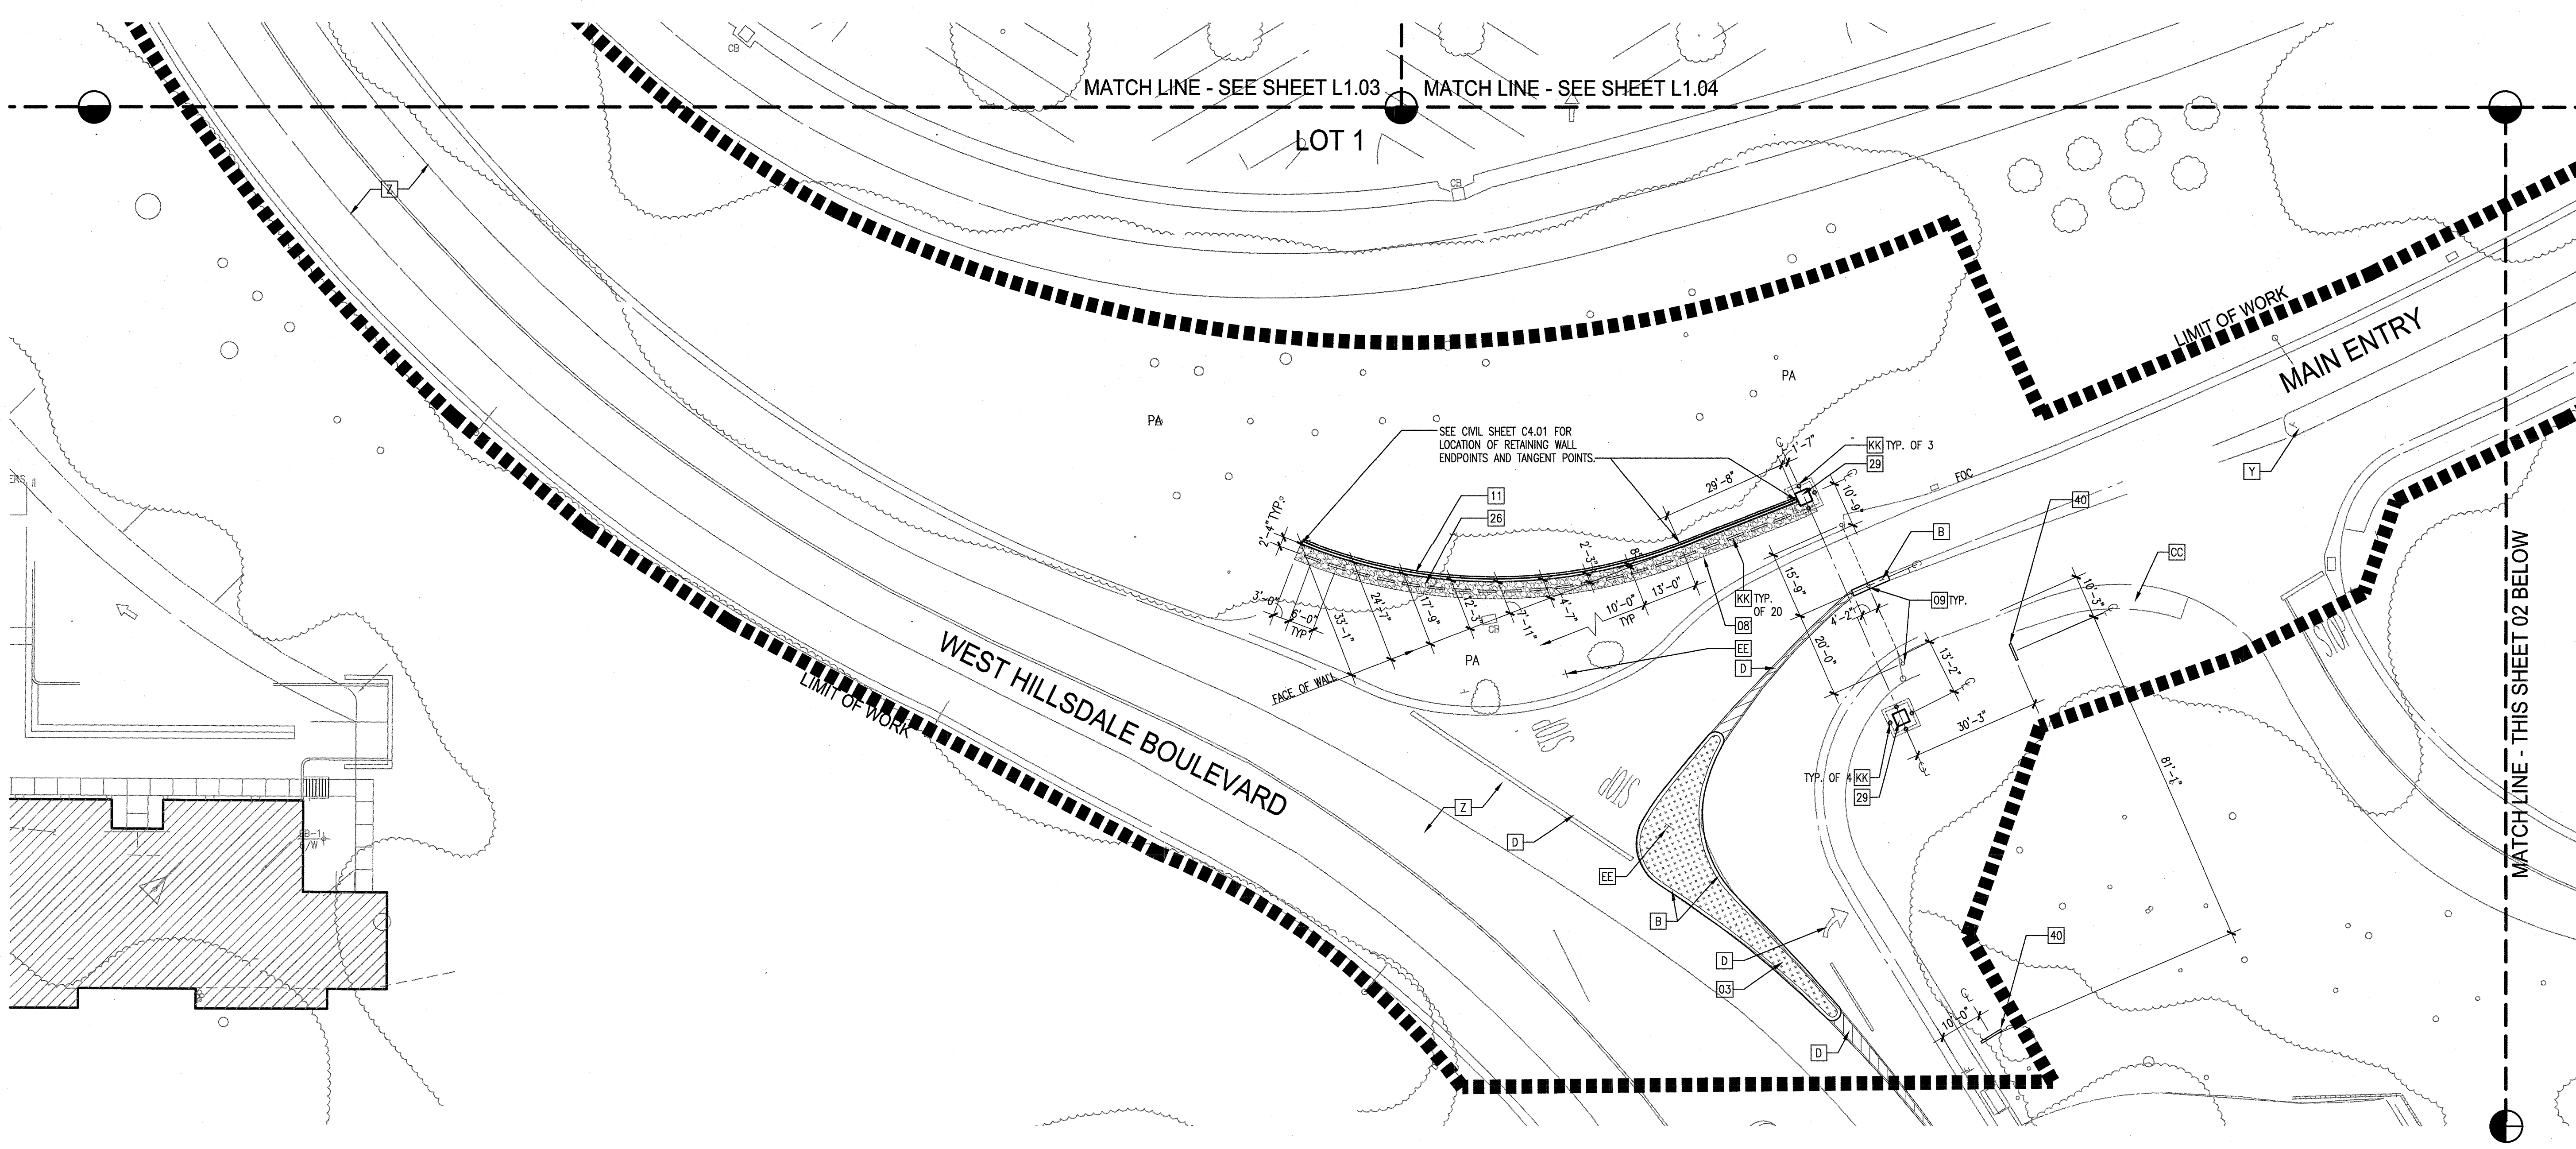 CB
MATCH LINE - SEE SHEET L1.03
MATCH LINE - SEE SHEET L1.04
LOT 1
CB
Z
LIMIT OF WORK
MAIN ENTRY
PA
PA
SEE CIVIL SHEET C4.01 FOR
LOCATION OF RETAINING WALL
ENDPOINTS AND TANGENT POINTS.
1'-7"
KK TYP. OF 3
29
29'-8"
10'-9"
FOC
Y
11
26
40
B
2'-4" TYP.
2'-3"
15'-9"
CC
3'-0"
6'-0"
TYP
33'-1"
24'-7"
17'-9"
12'-3"
7'-11"
4'-7"
10'-0"
TYP
13'-0"
KK TYP.
OF 20
09 TYP.
4'-2"
10'-3"
CB
08
EE
D
20'-0"
13'-2"
PA
FACE OF WALL
WEST HILLSDALE BOULEVARD
LIMIT OF WORK
STOP
STOP
STOP
30'-3"
81'-1"
TYP. OF 4 KK
29
Z
D
EE
B
D
03
D
40
10'-0"
EB-1
MATCH LINE - THIS SHEET 02 BELOW